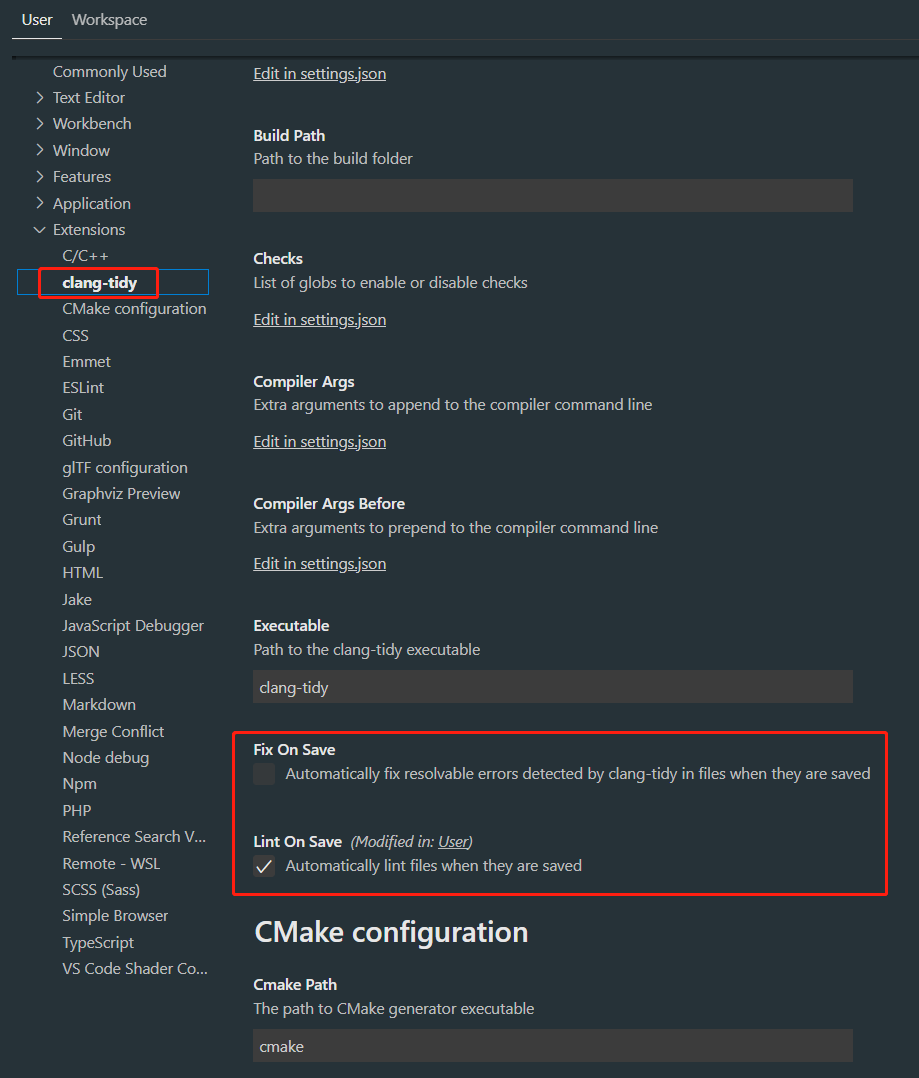 User Workspace
Commonly Used
Text Editor
Workbench
Window
Features
Application
Extensions
C/C++
clang-tidy
CMake configuration
CSS
Emmet
ESLint
Git
GitHub
glTF configuration
Graphviz Preview
Grunt
Gulp
HTML
Jake
JavaScript Debugger
JSON
LESS
Markdown
Merge Conflict
Node debug
Npm
PHP
Reference Search V...
Remote - WSL
SCSS (Sass)
Simple Browser
TypeScript
VS Code Shader Co...
Edit in settings.json
Build Path
Path to the build folder
Checks
List of globs to enable or disable checks
Edit in settings.json
Compiler Args
Extra arguments to append to the compiler command line
Edit in settings.json
Compiler Args Before
Extra arguments to prepend to the compiler command line
Edit in settings.json
Executable
Path to the clang-tidy executable
clang-tidy
Fix On Save
Automatically fix resolvable errors detected by clang-tidy in files when they are saved
Lint On Save (Modified in: User)
Automatically lint files when they are saved
CMake configuration
Cmake Path
The path to CMake generator executable
cmake